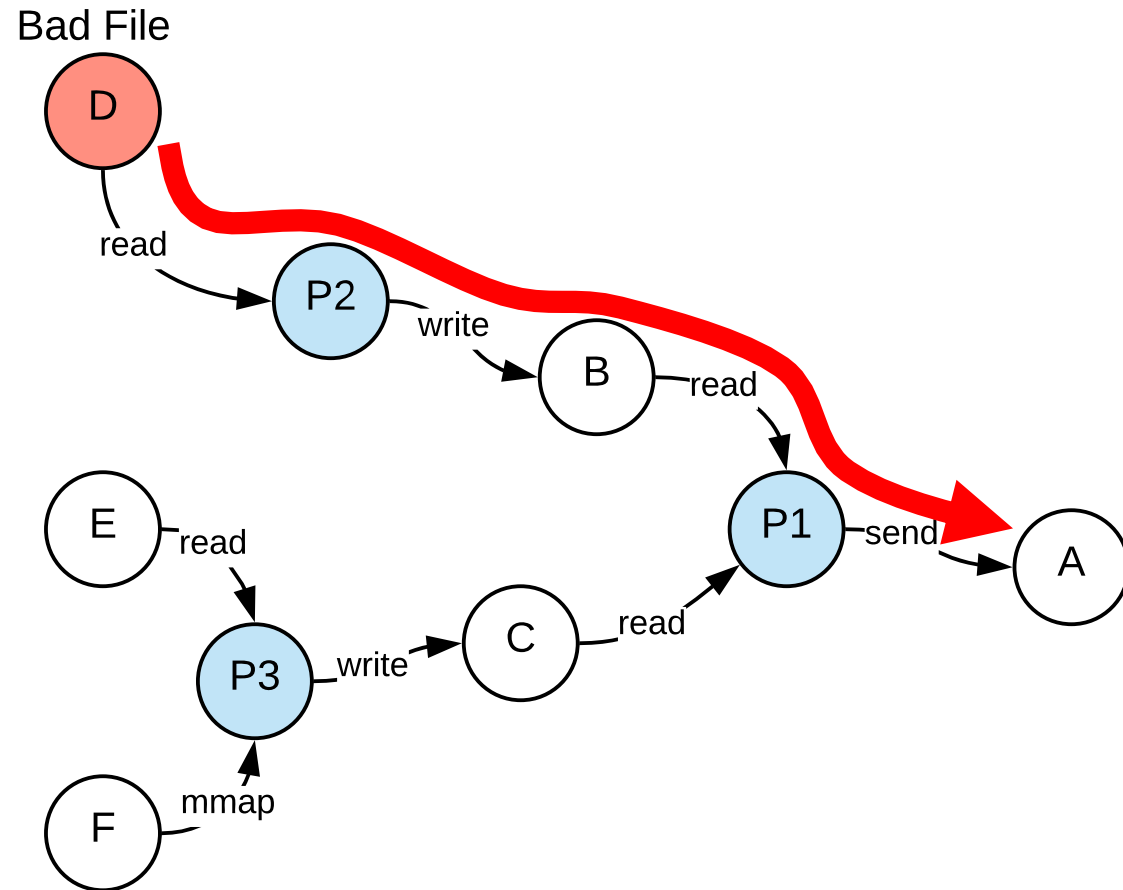 Bad File
D
read
P2
write
B
read
E
read
P1
send
A
P3
write
C
read
F
mmap